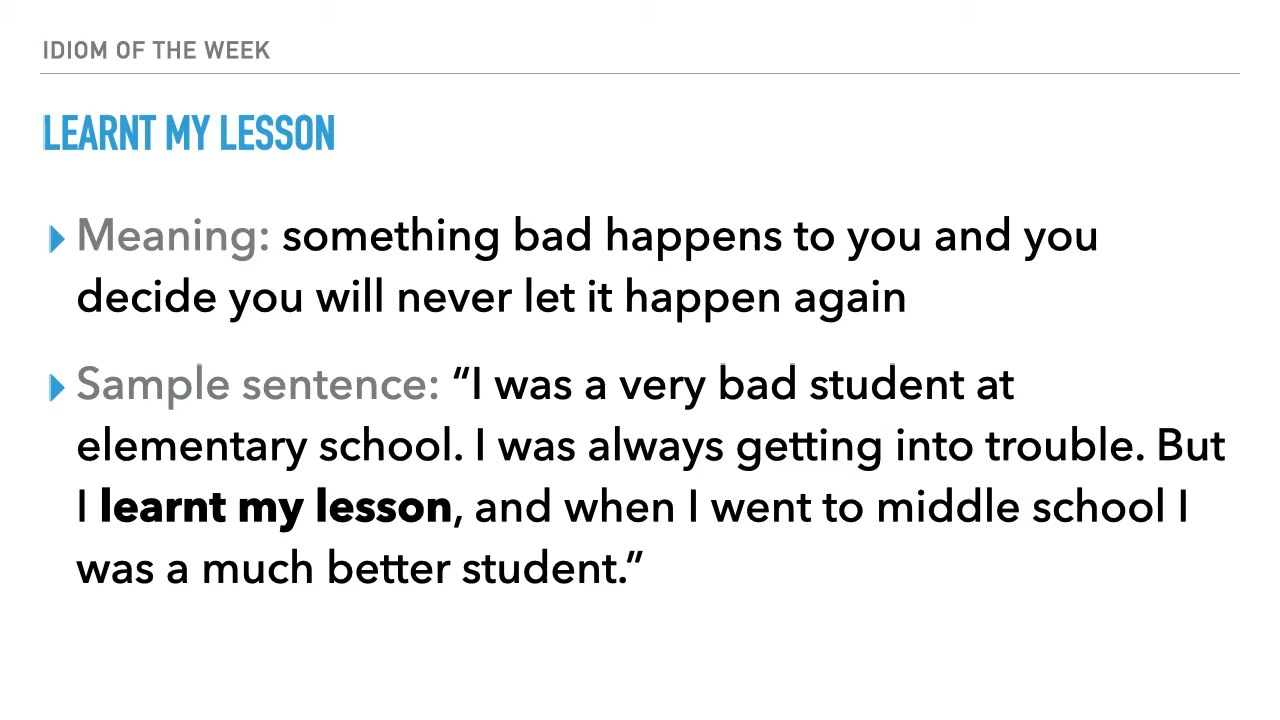 IDIOM OF THE WEEK
LEARNT MY LESSON
Meaning: something bad happens to you and you
decide you will never let it happen again
Sample sentence: “I was a very bad student at
elementary school. I was always getting into trouble. But
I learnt my lesson, and when I went to middle school I
was a much better student.”